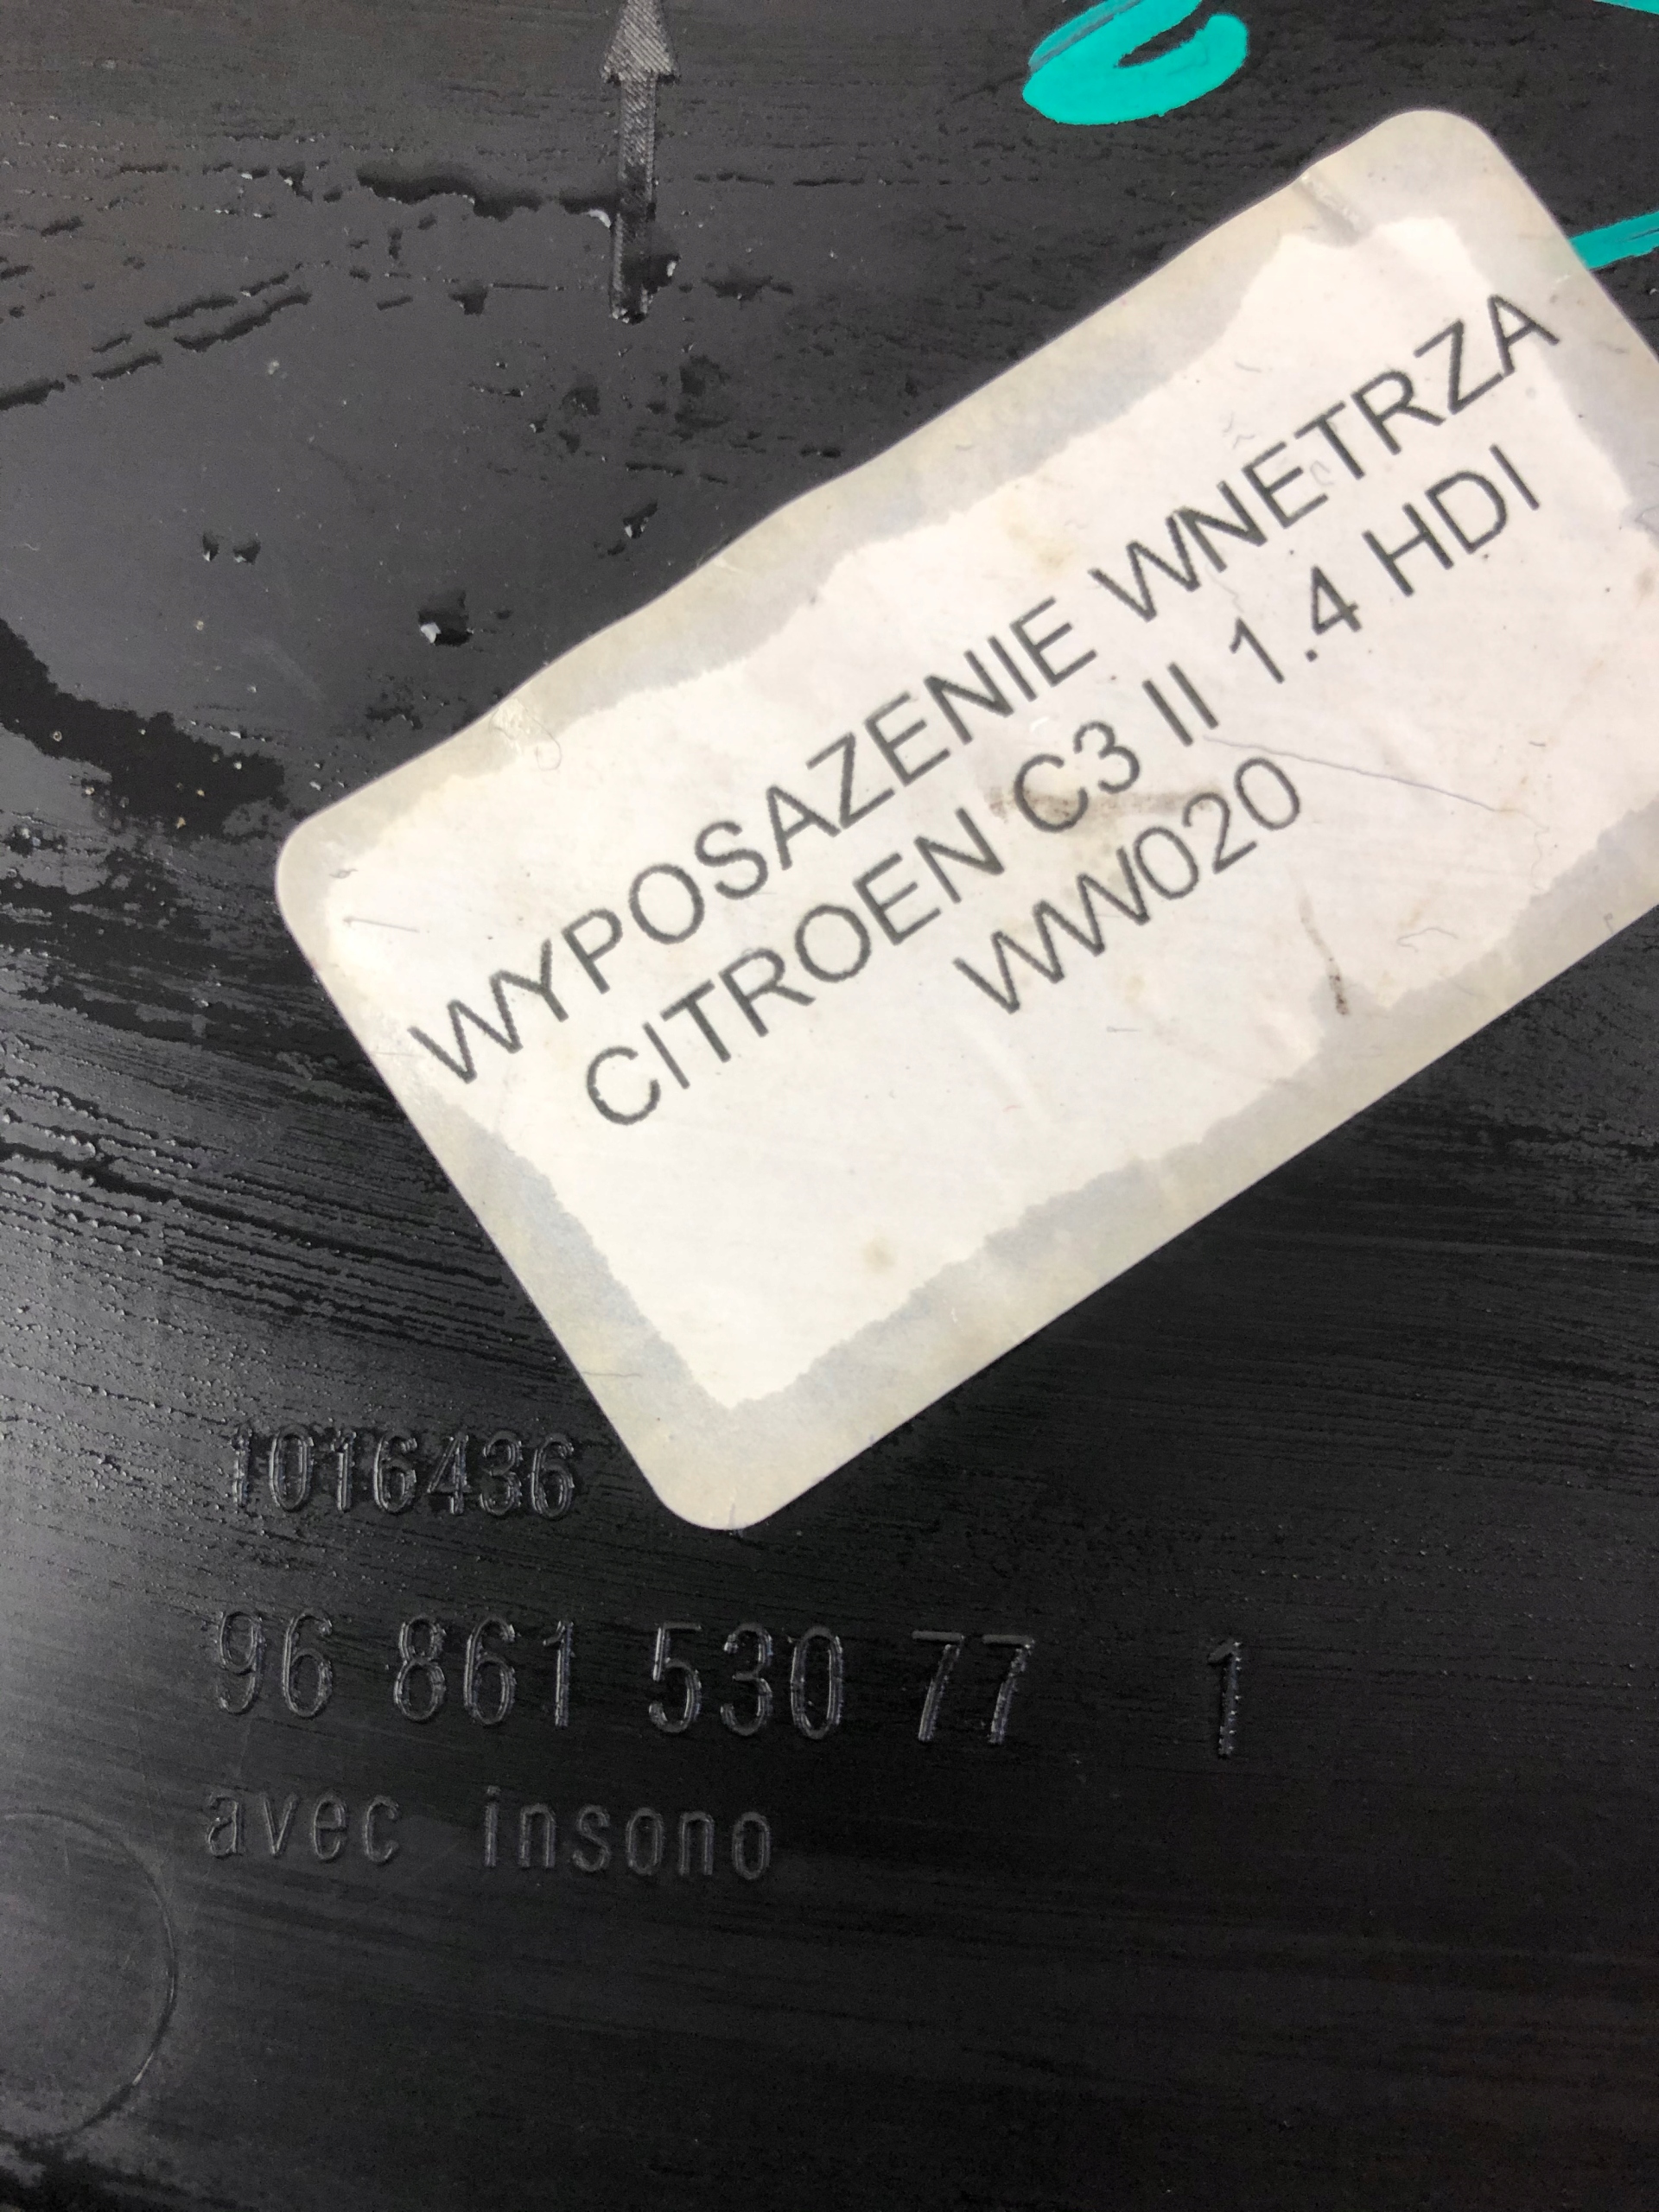 WYPOSAZENIE WNETRZA
CITROEN C3 II 1.4 HDI
WW020
1016436
96 861 530 77 1
avec insono